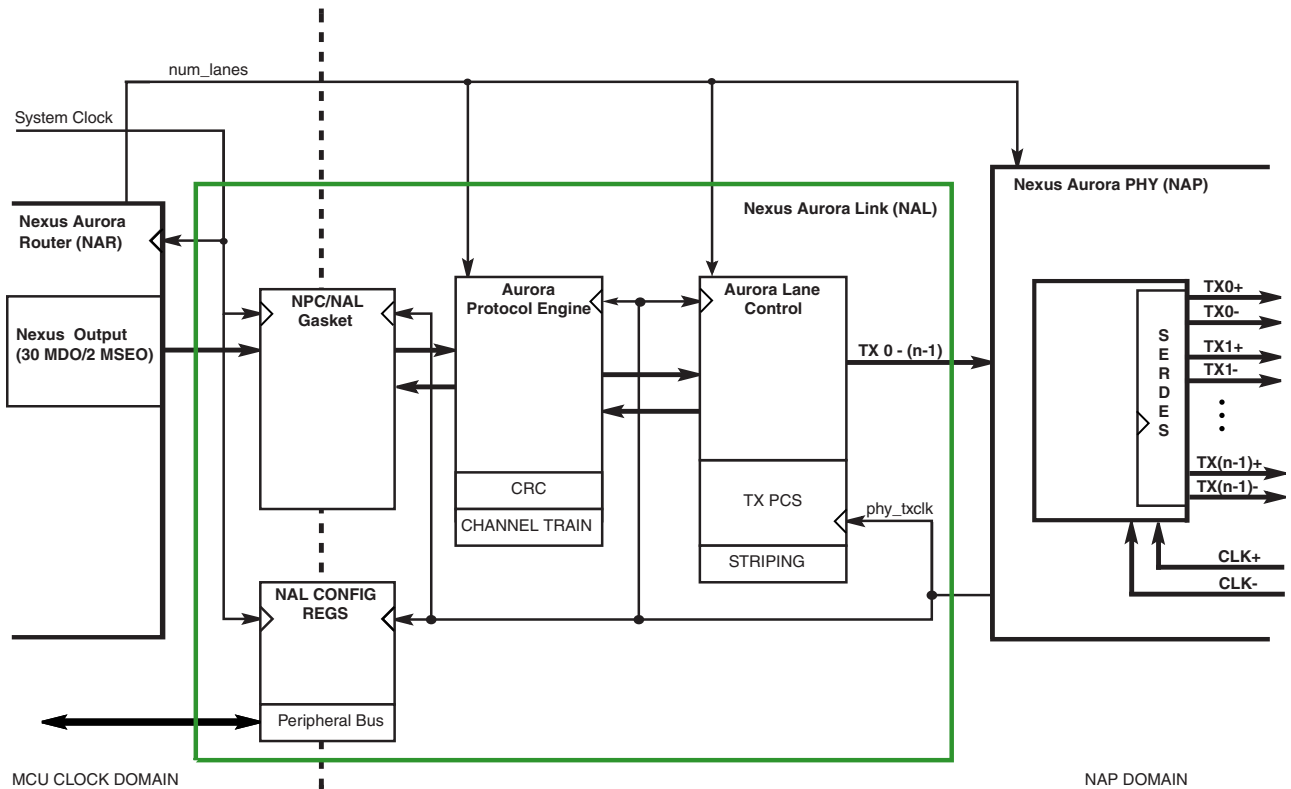 num_lanes
System Clock
Nexus Aurora
Router (NAR)
Nexus Output
(30 MDO/2 MSEO)
Nexus Aurora Link (NAL)
NPC/NAL
Gasket
Aurora
Protocol Engine
CRC
CHANNEL TRAIN
Aurora Lane
Control
TX PCS
STRIPING
TX 0 - (n-1)
phy_txclk
NAL CONFIG
REGS
Peripheral Bus
Nexus Aurora PHY (NAP)
S
E
R
D
E
S
TX0+
TX0-
TX1+
TX1-
TX(n-1)+
TX(n-1)-
CLK+
CLK-
MCU CLOCK DOMAIN
NAP DOMAIN